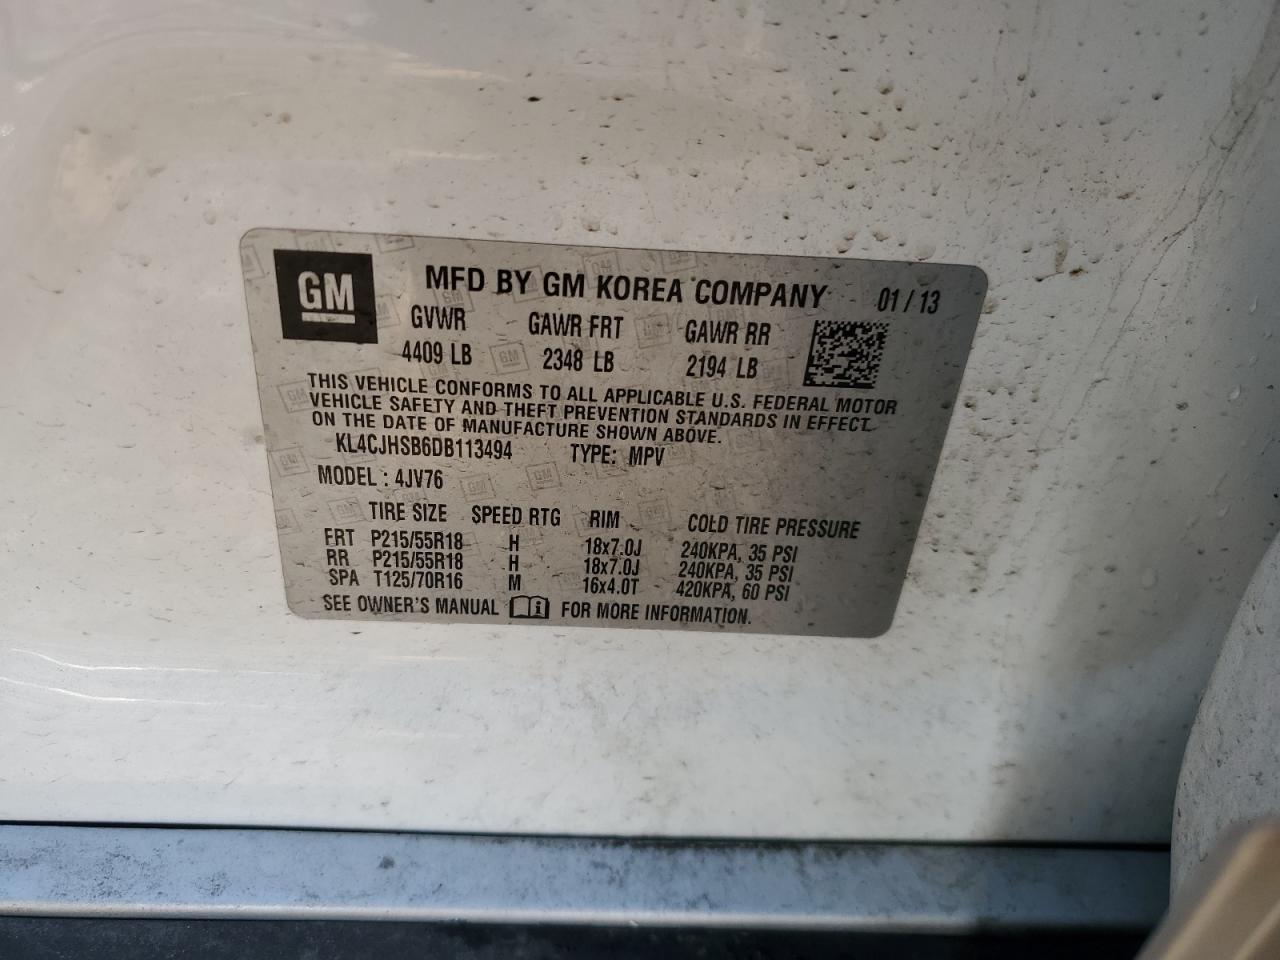 GM
MFD BY GM KOREA COMPANY 01 / 13
GVWR GAWR FRT GAWR RR
4409 LB 2348 LB 2194 LB
THIS VEHICLE CONFORMS TO ALL APPLICABLE U.S. FEDERAL MOTOR
VEHICLE SAFETY AND THEFT PREVENTION STANDARDS IN EFFECT
ON THE DATE OF MANUFACTURE SHOWN ABOVE.
KL4CJHSB6DB113494 TYPE: MPV
MODEL : 4JV76
TIRE SIZE SPEED RTG RIM COLD TIRE PRESSURE
FRT P215/55R18 H 18x7.0J 240KPA, 35 PSI
RR P215/55R18 H 18x7.0J 240KPA, 35 PSI
SPA T125/70R16 M 16x4.0T 420KPA, 60 PSI
SEE OWNER'S MANUAL FOR MORE INFORMATION.